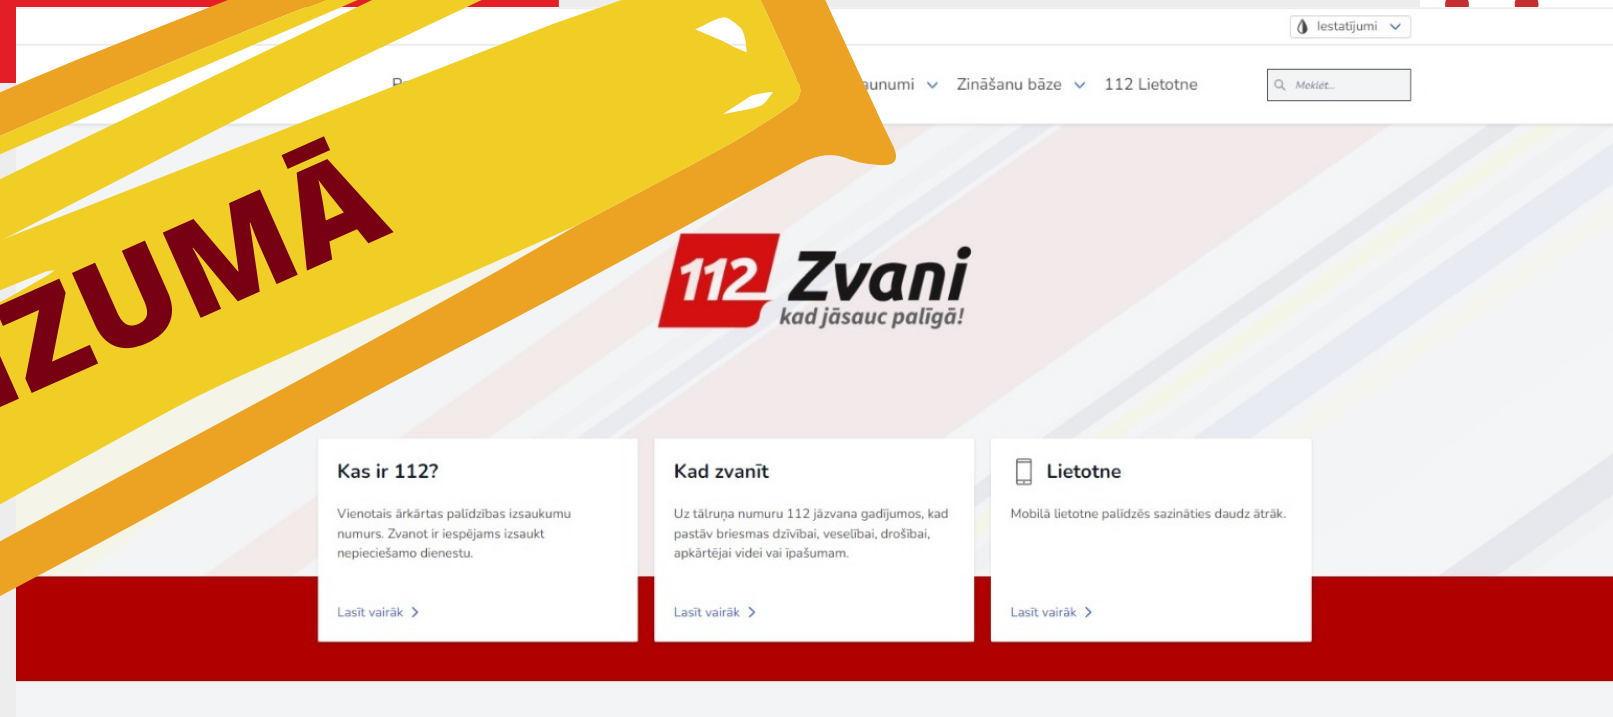 Iestatījumi
Zināšanu bāze
112 Lietotne
Meklēt...
ZUMĀ
112 Zvani
kad jāsauc palīgā!
Kas ir 112?
Vienotais ārkārtas palīdzības izsaukumu
numurs. Zvanot ir iespējams izsaukt
nepieciešamo dienestu.
Lasīt vairāk
Kad zvanīt
Uz tālruņa numuru 112 jāzvana gadījumos, kad
pastāv briesmas dzīvībai, veselībai, drošībai,
apkārtējai videi vai īpašumam.
Lasīt vairāk
Lietotne
Mobilā lietotne palīdzēs sazināties daudz ātrāk.
Lasīt vairāk